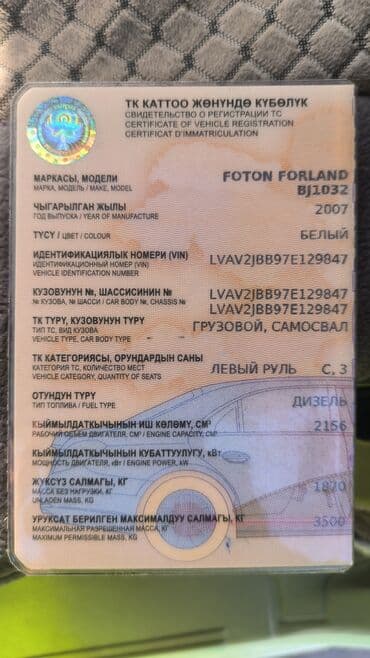 ТК КАТТОО ЖӨНҮНДӨ КҮБӨЛҮК
СВИДЕТЕЛЬСТВО О РЕГИСТРАЦИИ ТС
CERTIFICATE OF VEHICLE REGISTRATION
CERTIFICAT D'IMMATRICULATION
МАРКАСЫ, МОДЕЛИ FOTON FORLAND
МАРКА, МОДЕЛЬ / MAKE, MODEL BJ1032
ЧЫГАРЫЛГАН ЖЫЛЫ 2007
ГОД ВЫПУСКА / YEAR OF MANUFACTURE
ТҮСҮ / ЦВЕТ / COLOUR БЕЛЫЙ
ИДЕНТИФИКАЦИЯЛЫК НОМЕРИ (VIN) LVAV2JBB97E129847
ИДЕНТИФИКАЦИОННЫЙ НОМЕР (VIN)
VEHICLE IDENTIFICATION NUMBER
КУЗОВУНУН №, ШАССИСИНИН № LVAV2JBB97E129847
№ КУЗОВА, № ШАССИ / CAR BODY №, CHASSIS № LVAV2JBB97E129847
ТК ТҮРҮ, КУЗОВУНУН ТҮРҮ ГРУЗОВОЙ, САМОСВАЛ
ТИП ТС, ВИД КУЗОВА
VEHICLE TYPE, CAR BODY TYPE
ТК КАТЕГОРИЯСЫ, ОРУНДАРДЫН САНЫ ЛЕВЫЙ РУЛЬ C, 3
КАТЕГОРИЯ ТС, КОЛИЧЕСТВО МЕСТ
VEHICLE CATEGORY, QUANTITY OF SEATS
ОТУНДУН ТҮРҮ ДИЗЕЛЬ
ТИП ТОПЛИВА / FUEL TYPE
КЫЙМЫЛДАТКЫЧЫНЫН ИШ КӨЛӨМҮ, СМ³ 2156
РАБОЧИЙ ОБЪЕМ ДВИГАТЕЛЯ, СМ³ / ENGINE CAPACITY, CM³
КЫЙМЫЛДАТКЫЧЫНЫН КУБАТТУУЛУГУ, кВт
МОЩНОСТЬ ДВИГАТЕЛЯ, кВт / ENGINE POWER, kW
ЖҮКСҮЗ САЛМАГЫ, КГ 1870
МАССА БЕЗ НАГРУЗКИ, КГ
UNLADEN MASS, KG
УРУКСАТ БЕРИЛГЕН МАКСИМАЛДУУ САЛМАГЫ, КГ 3500
МАКСИМАЛЬНАЯ РАЗРЕШЕННАЯ МАССА, КГ
MAXIMUM PERMISSIBLE MASS, KG